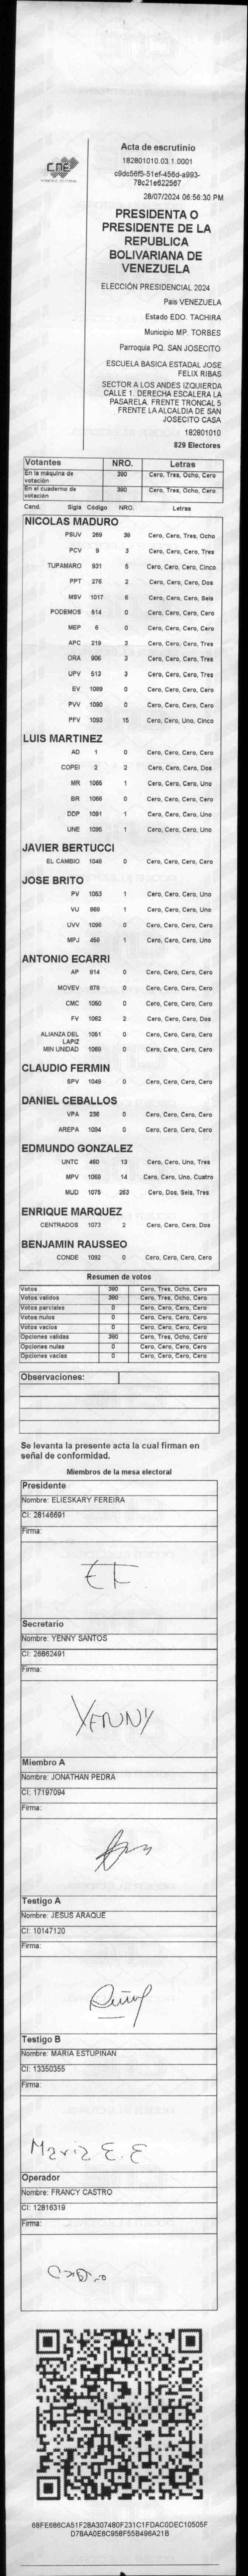 CNE
Acta de escrutinio
182801010.03.1.0001
c9dc56f5-51ef-456d-a993-
78c21e622567
28/07/2024 06:56:30 PM
PRESIDENTA O
PRESIDENTE DE LA
REPUBLICA
BOLIVARIANA DE
VENEZUELA
ELECCIÓN PRESIDENCIAL 2024
Pais VENEZUELA
Estado EDO. TACHIRA
Municipio MP. TORBES
Parroquia PQ. SAN JOSECITO
ESCUELA BASICA ESTADAL JOSE
FELIX RIBAS
SECTOR A LOS ANDES IZQUIERDA
CALLE 1. DERECHA ESCALERA LA
PASARELA. FRENTE TRONCAL 5
FRENTE LA ALCALDIA DE SAN
JOSECITO CASA
182801010
829 Electores
Votantes NRO. Letras
En la máquina de votación 380 Cero, Tres, Ocho, Cero
En el cuaderno de votación 380 Cero, Tres, Ocho, Cero
Cand. Sigla Código NRO. Letras
NICOLAS MADURO
PSUV 269 38 Cero, Cero, Tres, Ocho
PCV 9 3 Cero, Cero, Cero, Tres
TUPAMARO 931 5 Cero, Cero, Cero, Cinco
PPT 276 2 Cero, Cero, Cero, Dos
MSV 1017 6 Cero, Cero, Cero, Seis
PODEMOS 514 0 Cero, Cero, Cero, Cero
MEP 6 0 Cero, Cero, Cero, Cero
APC 219 3 Cero, Cero, Cero, Tres
ORA 906 3 Cero, Cero, Cero, Tres
UPV 513 3 Cero, Cero, Cero, Tres
EV 1089 0 Cero, Cero, Cero, Cero
PVV 1090 0 Cero, Cero, Cero, Cero
PFV 1093 15 Cero, Cero, Uno, Cinco
LUIS MARTINEZ
AD 1 0 Cero, Cero, Cero, Cero
COPEI 2 2 Cero, Cero, Cero, Dos
MR 1065 1 Cero, Cero, Cero, Uno
BR 1066 0 Cero, Cero, Cero, Cero
DDP 1091 1 Cero, Cero, Cero, Uno
UNE 1095 1 Cero, Cero, Cero, Uno
JAVIER BERTUCCI
EL CAMBIO 1048 0 Cero, Cero, Cero, Cero
JOSE BRITO
PV 1053 1 Cero, Cero, Cero, Uno
VU 968 1 Cero, Cero, Cero, Uno
UVV 1096 0 Cero, Cero, Cero, Cero
MPJ 458 1 Cero, Cero, Cero, Uno
ANTONIO ECARRI
AP 914 0 Cero, Cero, Cero, Cero
MOVEV 878 0 Cero, Cero, Cero, Cero
CMC 1050 0 Cero, Cero, Cero, Cero
FV 1062 2 Cero, Cero, Cero, Dos
ALIANZA DEL LAPIZ 1051 0 Cero, Cero, Cero, Cero
MIN UNIDAD 1069 0 Cero, Cero, Cero, Cero
CLAUDIO FERMIN
SPV 1049 0 Cero, Cero, Cero, Cero
DANIEL CEBALLOS
VPA 236 0 Cero, Cero, Cero, Cero
AREPA 1094 0 Cero, Cero, Cero, Cero
EDMUNDO GONZALEZ
UNTC 460 13 Cero, Cero, Uno, Tres
MPV 1069 14 Cero, Cero, Uno, Cuatro
MUD 1075 263 Cero, Dos, Seis, Tres
ENRIQUE MARQUEZ
CENTRADOS 1073 2 Cero, Cero, Cero, Dos
BENJAMIN RAUSSEO
CONDE 1092 0 Cero, Cero, Cero, Cero
Resumen de votos
Votos 380 Cero, Tres, Ocho, Cero
Votos validos 380 Cero, Tres, Ocho, Cero
Votos parciales 0 Cero, Cero, Cero, Cero
Votos nulos 0 Cero, Cero, Cero, Cero
Votos vacios 0 Cero, Cero, Cero, Cero
Opciones validas 380 Cero, Tres, Ocho, Cero
Opciones nulas 0 Cero, Cero, Cero, Cero
Opciones vacias 0 Cero, Cero, Cero, Cero
Observaciones:
Se levanta la presente acta la cual firman en
señal de conformidad.
Miembros de la mesa electoral
Presidente
Nombre: ELIESKARY FEREIRA
CI: 28146691
Firma:
EF
Secretario
Nombre: YENNY SANTOS
CI: 26862491
Firma:
YENNY
Miembro A
Nombre: JONATHAN PEDRA
CI: 17197094
Firma:
Testigo A
Nombre: JESUS ARAQUE
CI: 10147120
Firma:
Testigo B
Nombre: MARIA ESTUPIÑAN
CI: 13350355
Firma:
Maria E. E
Operador
Nombre: FRANCY CASTRO
CI: 12816319
Firma:
68FE686CA51F28A307480F231C1FDAC0DEC10505F
D78AA0E6C958F55B496A21B